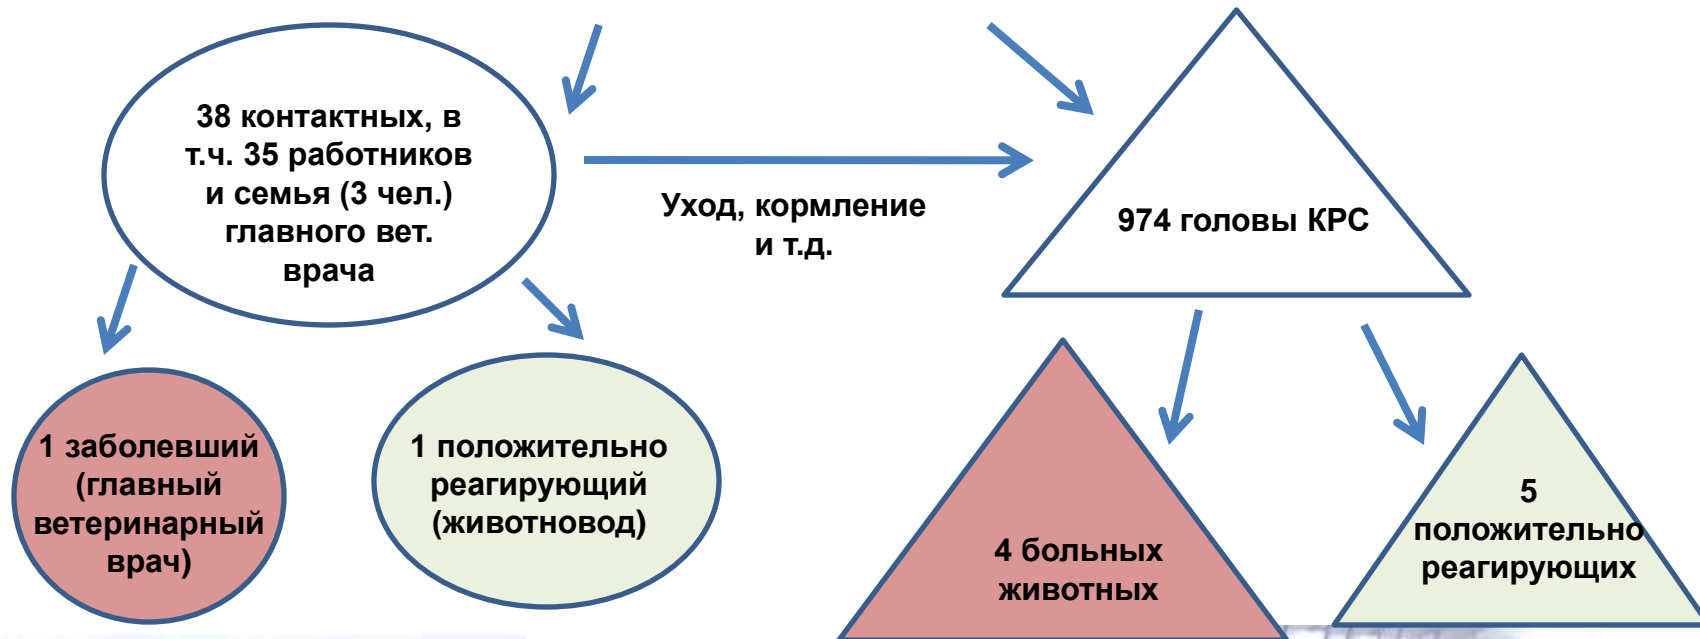 38 контактных, в
т.ч. 35 работников
и семья (3 чел.)
главного вет.
врача
Уход, кормление
и т.д.
974 головы КРС
1 заболевший
(главный
ветеринарный
врач)
1 положительно
реагирующий
(животновод)
4 больных
животных
5
положительно
реагирующих